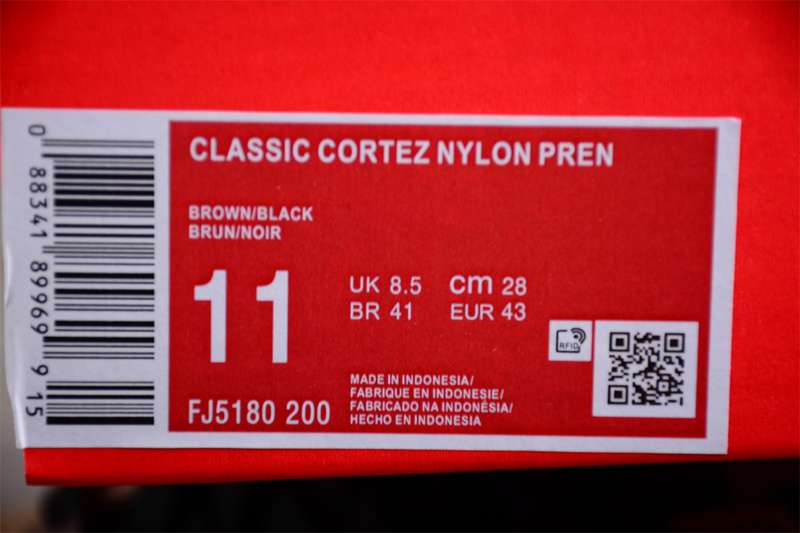 CLASSIC CORTEZ NYLON PREN
BROWN/BLACK
BRUN/NOIR
11
UK 8.5 cm 28
BR 41 EUR 43
RFID
FJ5180 200
MADE IN INDONESIA/
FABRIQUE EN INDONESIE/
FABRICADO NA INDONÉSIA/
HECHO EN INDONESIA
0 88341 89969 9 15